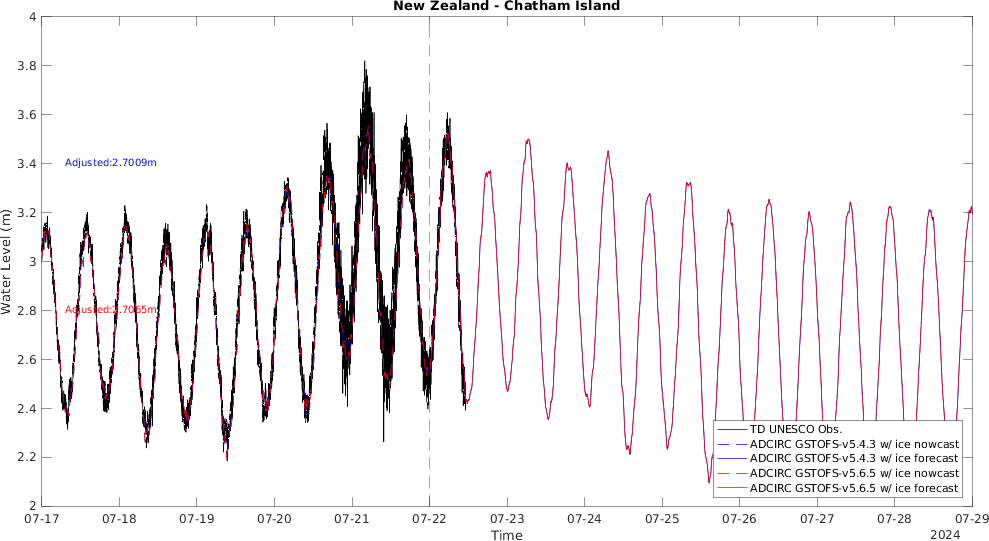 New Zealand - Chatham Island
4
3.8
3.6
3.4
3.2
3
2.8
2.6
2.4
2.2
2
Water Level (m)
Adjusted:2.7009m
Adjusted:2.7065m
TD UNESCO Obs.
ADCIRC GSTOFS-v5.4.3 w/ ice nowcast
ADCIRC GSTOFS-v5.4.3 w/ ice forecast
ADCIRC GSTOFS-v5.6.5 w/ ice nowcast
ADCIRC GSTOFS-v5.6.5 w/ ice forecast
07-17 07-18 07-19 07-20 07-21 07-22 07-23 07-24 07-25 07-26 07-27 07-28 07-29
Time
2024